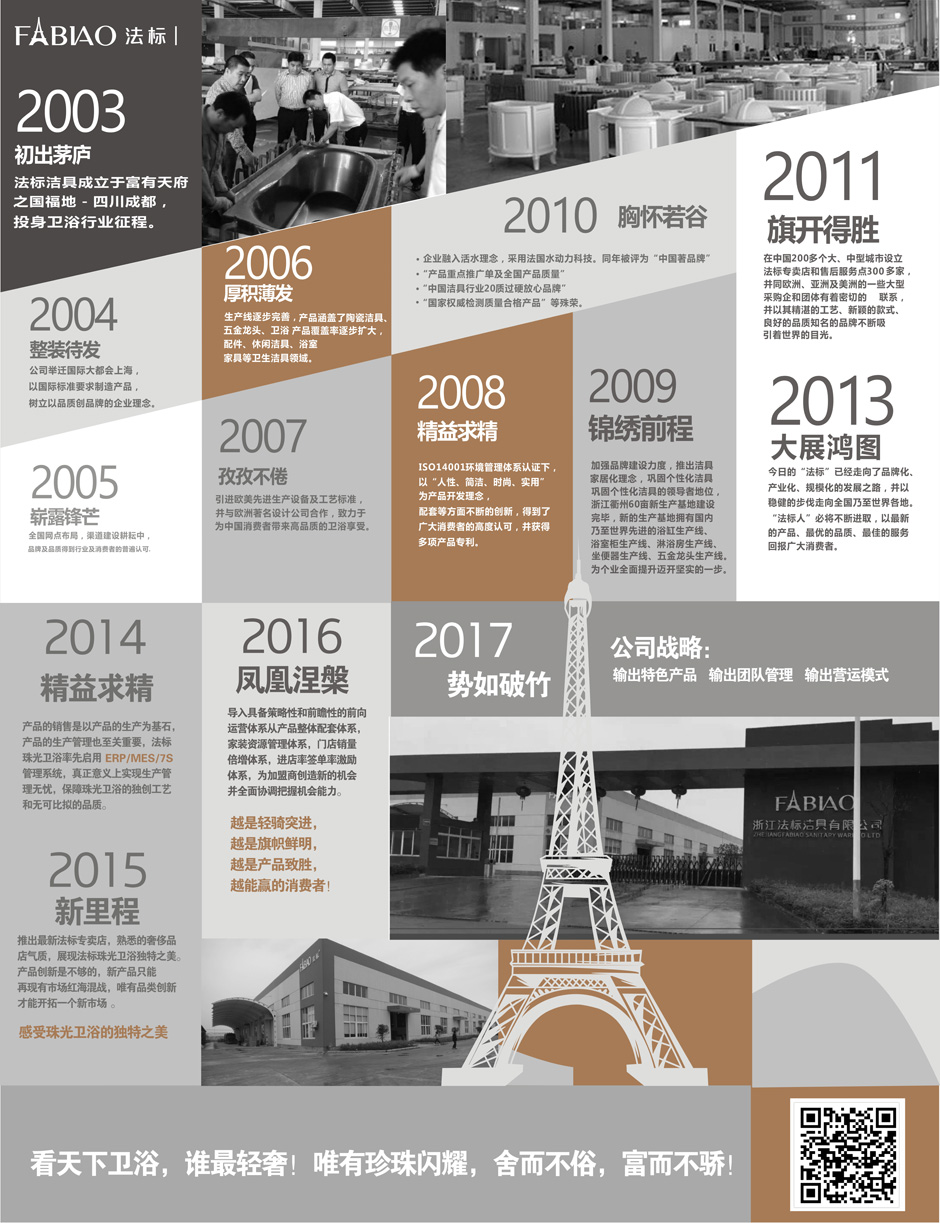 FABIAO 法标
2003
初出茅庐
法标洁具成立于富有天府
之国福地 - 四川成都，
投身卫浴行业征程。
2004
整装待发
公司举迁国际大都会上海，
以国际标准要求制造产品，
树立以品质创品牌的企业理念。
2005
崭露锋芒
全国网点布局，渠道建设耕耘中，
品牌及品质得到行业及消费者的普遍认可.
2006
厚积薄发
生产线逐步完善，产品涵盖了陶瓷洁具、
五金龙头、卫浴 产品覆盖率逐步扩大，
配件、休闲洁具、浴室
家具等卫生洁具领域。
2007
孜孜不倦
引进欧美先进生产设备及工艺标准，
并与欧洲著名设计公司合作，致力于
为中国消费者带来高品质的卫浴享受。
2008
精益求精
ISO14001环境管理体系认证下，
以“人性、简洁、时尚、实用”
为产品开发理念，
配套等方面不断的创新，得到了
广大消费者的高度认可，并获得
多项产品专利。
2009
锦绣前程
加强品牌建设力度，推出洁具
家居化理念，巩固个性化洁具
巩固个性化洁具的领导者地位，
浙江衢州60亩新生产基地建设
完毕，新的生产基地拥有国内
乃至世界先进的浴缸生产线、
浴室柜生产线、淋浴房生产线、
坐便器生产线、五金龙头生产线。
为个业全面提升迈开坚实的一步。
2010 胸怀若谷
• 企业融入活水理念，采用法国水动力科技。同年被评为“中国著品牌”
• “产品重点推广单及全国产品质量”
• “中国洁具行业20质过硬放心品牌”
• “国家权威检测质量合格产品”等殊荣。
2011
旗开得胜
在中国200多个大、中型城市设立
法标专卖店和售后服务点300多家，
并同欧洲、亚洲及美洲的一些大型
采购企和团体有着密切的 联系，
并以其精湛的工艺、新颖的款式、
良好的品质知名的品牌不断吸
引着世界的目光。
2013
大展鸿图
今日的“法标”已经走向了品牌化、
产业化、规模化的发展之路，并以
稳健的步伐走向全国乃至世界各地。
“法标人”必将不断进取，以最新
的产品、最优的品质、最佳的服务
回报广大消费者。
2014
精益求精
产品的销售是以产品的生产为基石，
产品的生产管理也至关重要，法标
珠光卫浴率先启用 ERP/MES/7S
管理系统，真正意义上实现生产管
理无忧，保障珠光卫浴的独创工艺
和无可比拟的品质。
2015
新里程
推出最新法标专卖店，熟悉的奢侈品
店气质，展现法标珠光卫浴独特之美。
产品创新是不够的，新产品只能
再现有市场红海混战，唯有品类创新
才能开拓一个新市场 。
感受珠光卫浴的独特之美
2016
凤凰涅槃
导入具备策略性和前瞻性的前向
运营体系从产品整体配套体系，
家装资源管理体系，门店销量
倍增体系，进店率签单率激励
体系，为加盟商创造新的机会
并全面协调把握机会能力。
越是轻骑突进，
越是旗帜鲜明，
越是产品致胜，
越能赢的消费者！
2017
势如破竹
公司战略：
输出特色产品 输出团队管理 输出营运模式
FABIAO
浙江法标洁具有限公司
ZHEJIANG FABIAO SANITARY WARE CO.LTD
FABIAO
看天下卫浴，谁最轻奢！唯有珍珠闪耀，舍而不俗，富而不骄！